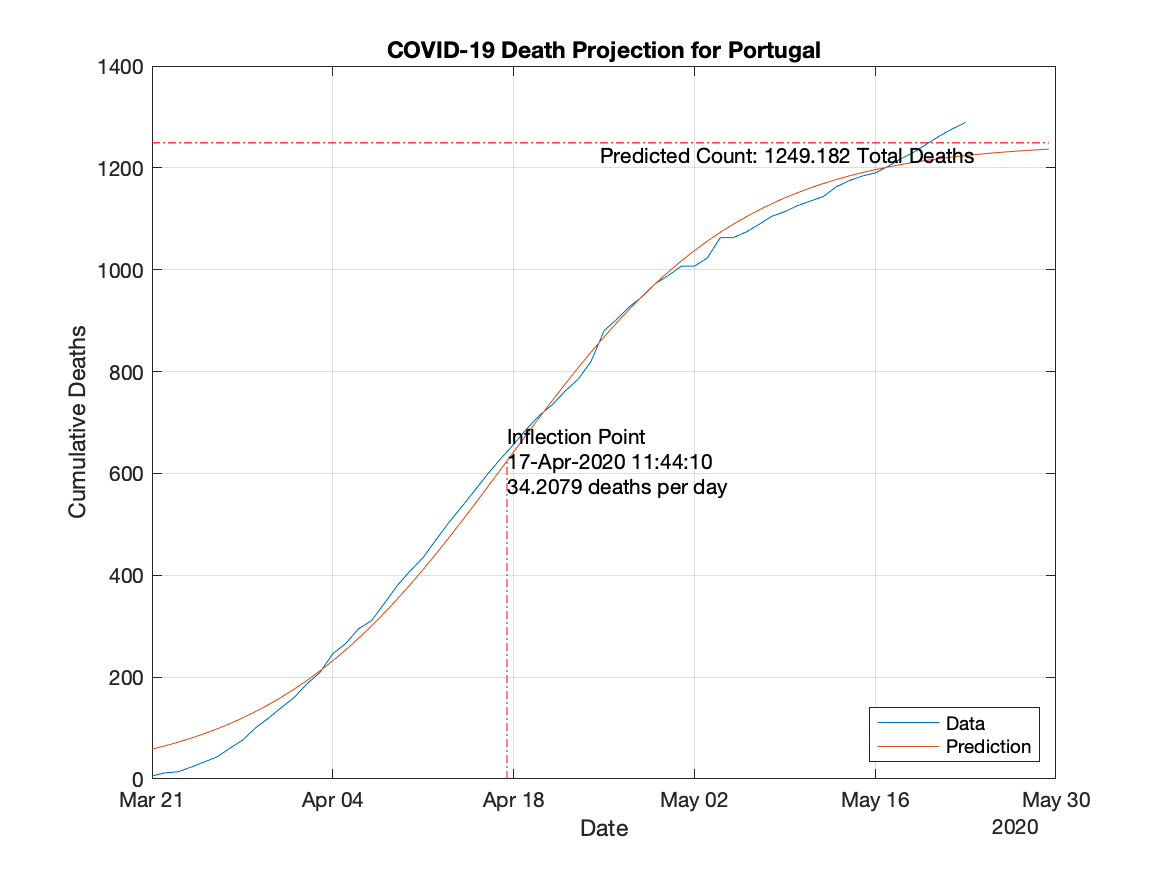 COVID-19 Death Projection for Portugal
1400
1200
1000
800
600
400
200
0
Cumulative Deaths
Predicted Count: 1249.182 Total Deaths
Inflection Point
17-Apr-2020 11:44:10
34.2079 deaths per day
Data
Prediction
Mar 21 Apr 04 Apr 18 May 02 May 16 May 30
Date
2020